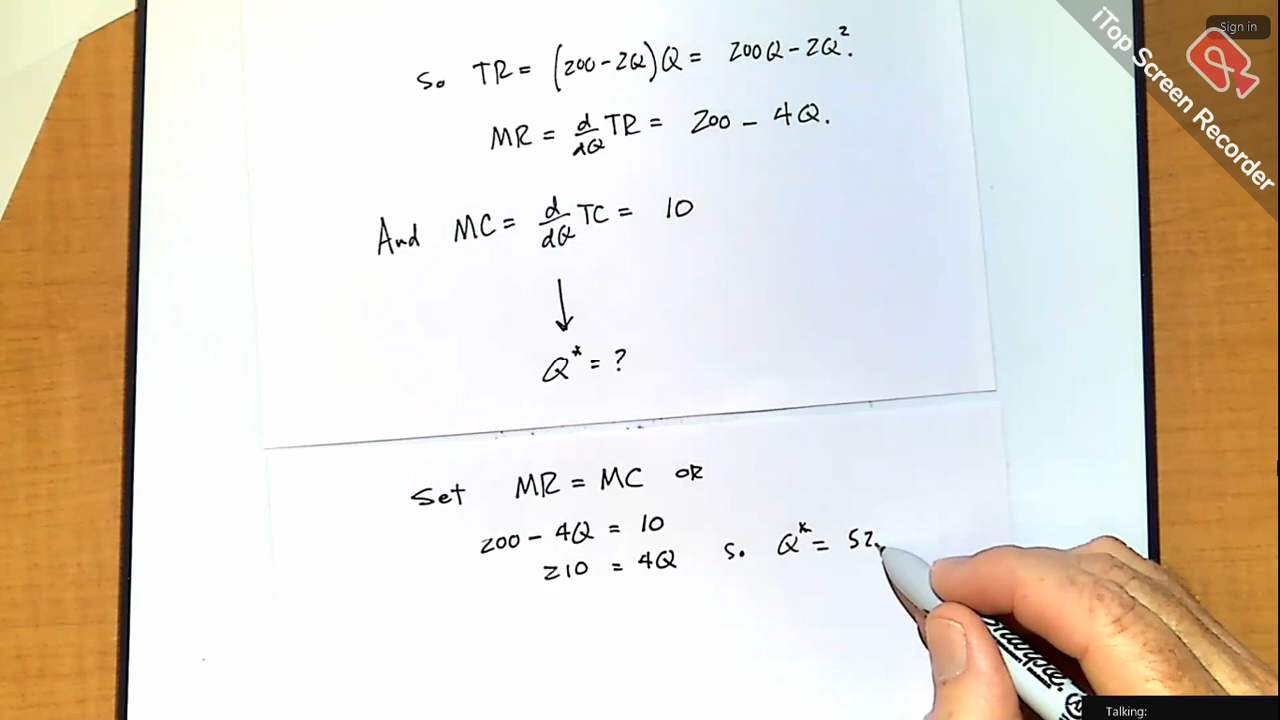 So TR = (200-2Q)Q = 200Q-2Q².
MR = d/dQ TR = 200 - 4Q.
And MC = d/dQ TC = 10
↓
Q* = ?
Set MR = MC OR
200 - 4Q = 10
210 = 4Q so Q* = 52.
Sharpie.
iTop Screen Recorder
Sign in
Talking: